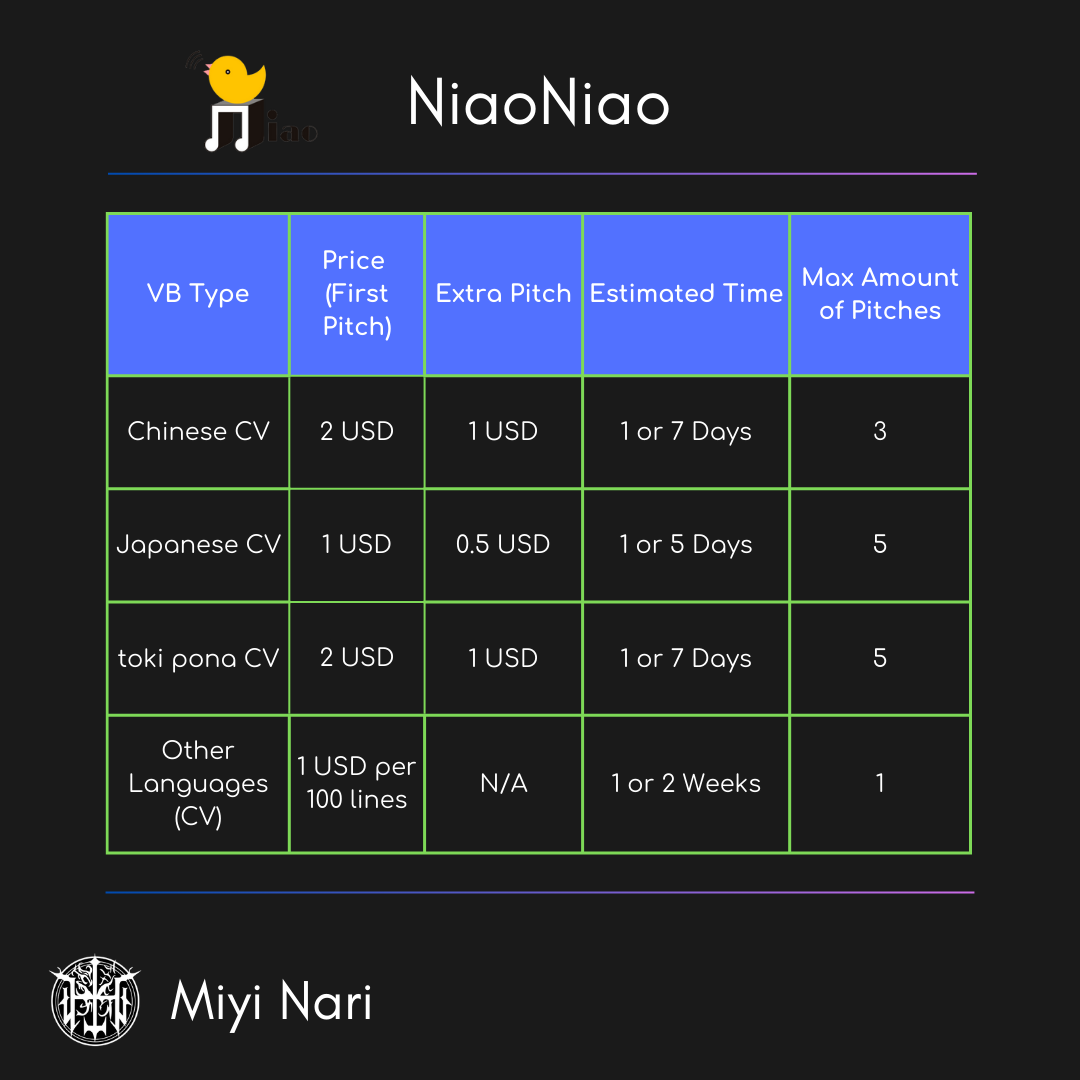 iao
NiaoNiao
VB Type
Price
(First
Pitch)
Extra Pitch
Estimated Time
Max Amount
of Pitches
Chinese CV
2 USD
1 USD
1 or 7 Days
3
Japanese CV
1 USD
0.5 USD
1 or 5 Days
5
toki pona CV
2 USD
1 USD
1 or 7 Days
5
Other
Languages
(CV)
1 USD per
100 lines
N/A
1 or 2 Weeks
1
Miyi Nari